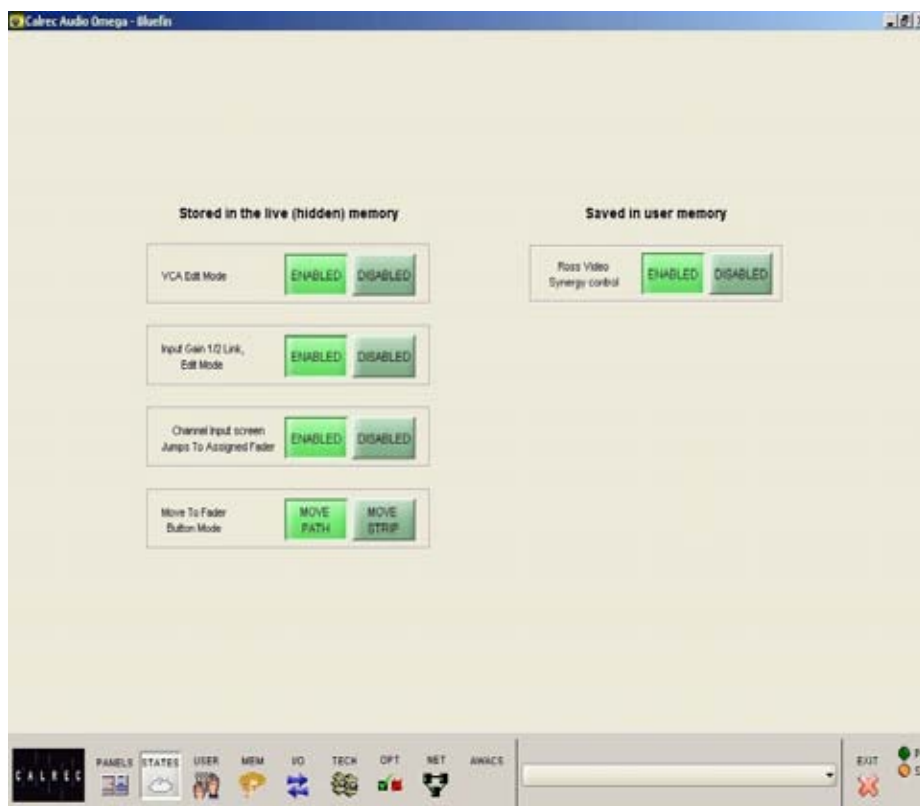 Calrec Audio Omega - Bluefin
Stored in the live (hidden) memory
Saved in user memory
VCA Edit Mode
ENABLED DISABLED
Ross Video
Synergy control
ENABLED DISABLED
Input Gain 1/2 Link,
Edit Mode
ENABLED DISABLED
Channel Input screen
Jumps To Assigned Fader
ENABLED DISABLED
Move To Fader
Button Mode
MOVE
PATH
MOVE
STRIP
CALREC
PANELS STATES USER MEM I/O TECH OPT NET AWACS
EXIT
P
S